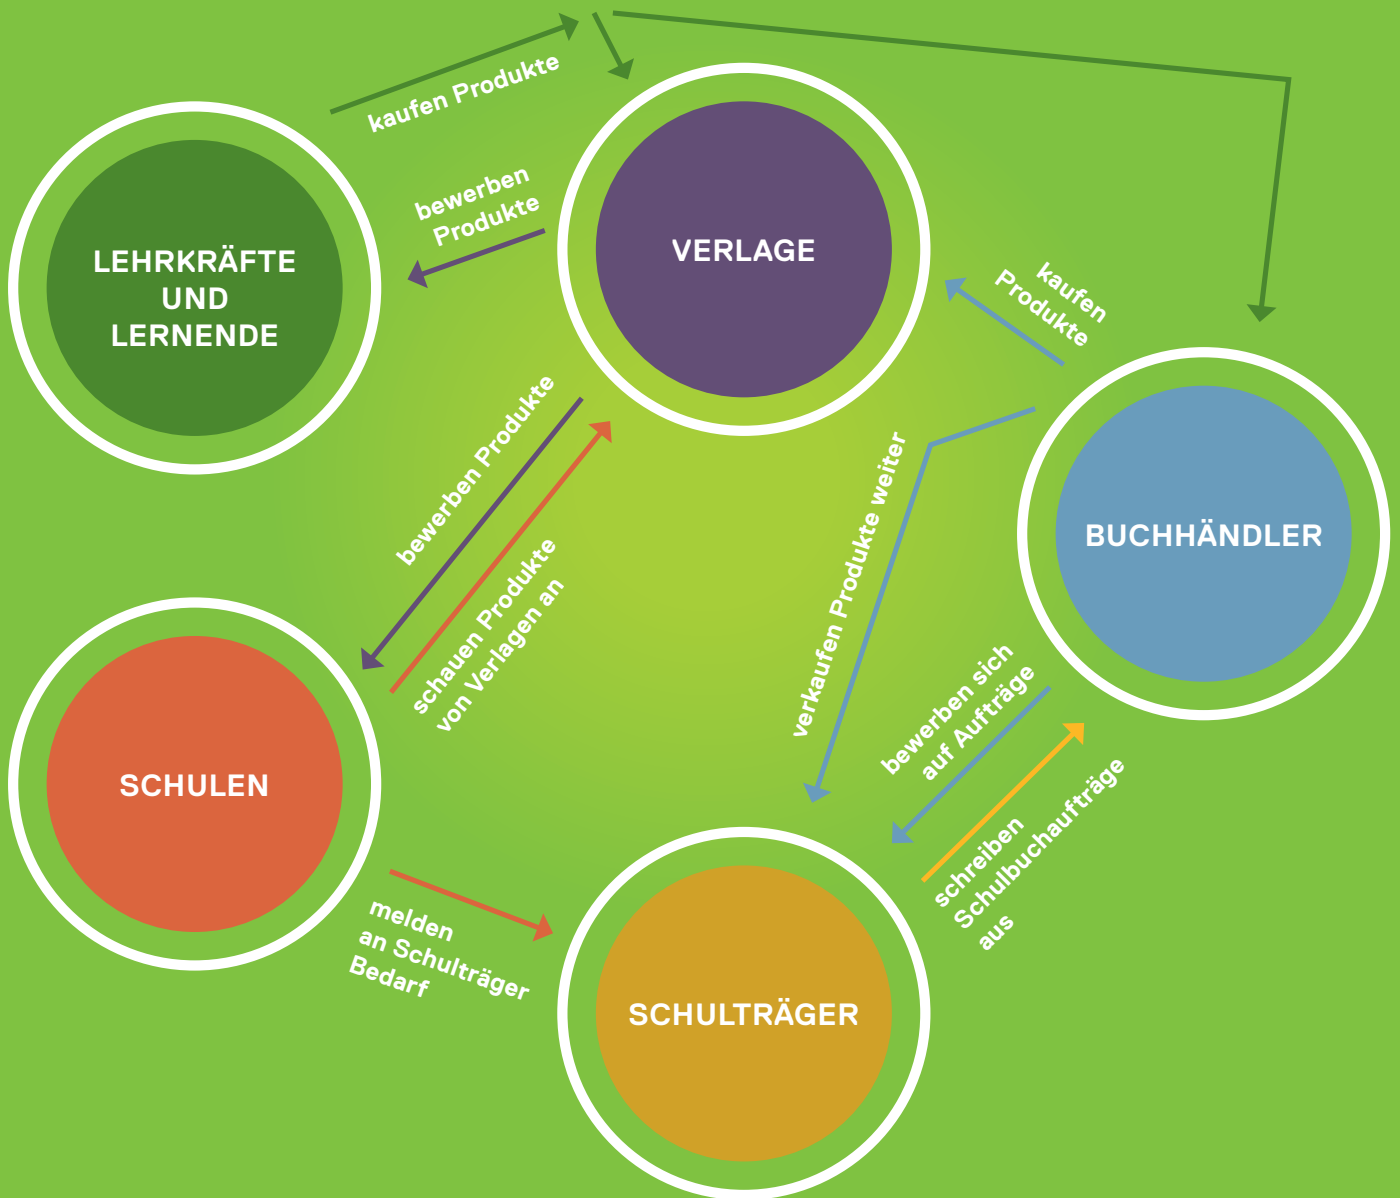 kaufen Produkte
bewerben
Produkte
LEHRKRÄFTE
UND
LERNENDE
VERLAGE
kaufen
Produkte
bewerben Produkte
schauen Produkte
von Verlagen an
verkaufen Produkte weiter
BUCHHÄNDLER
bewerben sich
auf Aufträge
schreiben
Schulbuchaufträge
aus
SCHULEN
melden
an Schulträger
Bedarf
SCHULTRÄGER